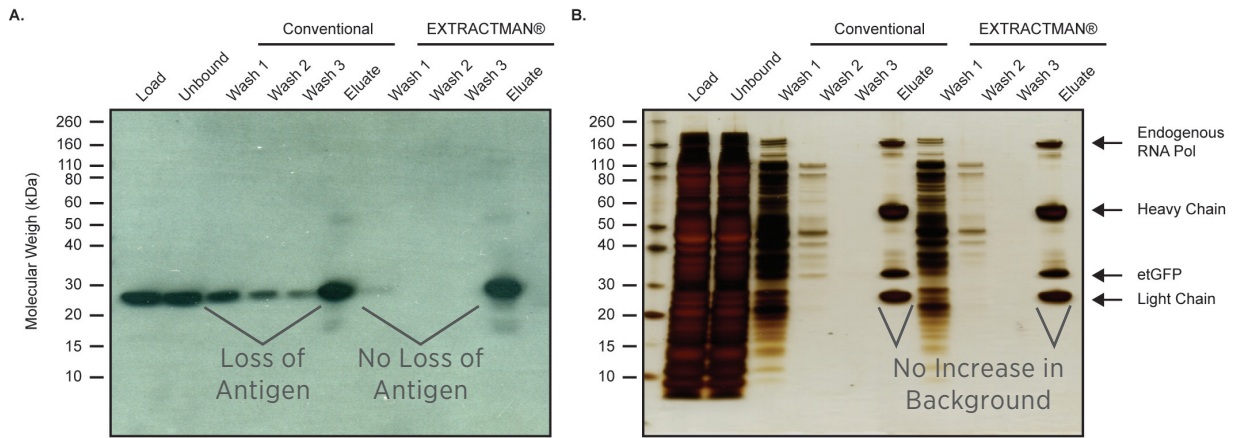 A.
Conventional
EXTRACTMAN®
Load
Unbound
Wash 1
Wash 2
Wash 3
Eluate
Wash 1
Wash 2
Wash 3
Eluate
Molecular Weigh (kDa)
260
160
110
80
60
50
40
30
20
15
10
Loss of
Antigen
No Loss of
Antigen
B.
Conventional
EXTRACTMAN®
Load
Unbound
Wash 1
Wash 2
Wash 3
Eluate
Wash 1
Wash 2
Wash 3
Eluate
260
160
110
80
60
50
40
30
20
15
10
Endogenous
RNA Pol
Heavy Chain
etGFP
Light Chain
No Increase in
Background